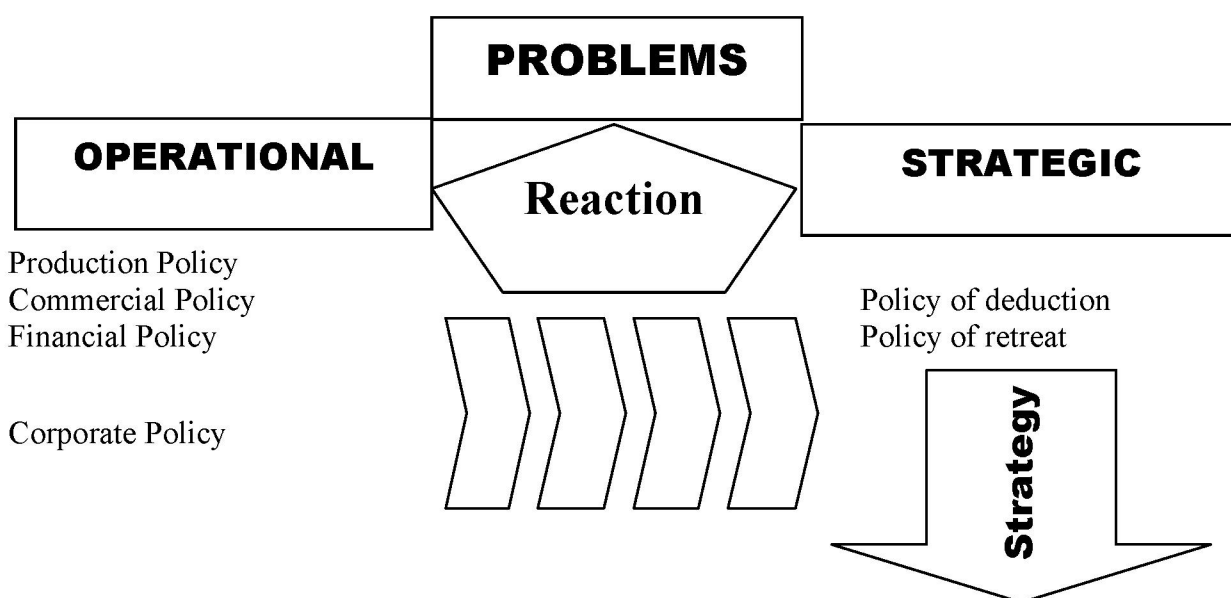 PROBLEMS
OPERATIONAL
STRATEGIC
Reaction
Production Policy
Commercial Policy
Financial Policy
Corporate Policy
Policy of deduction
Policy of retreat
Strategy